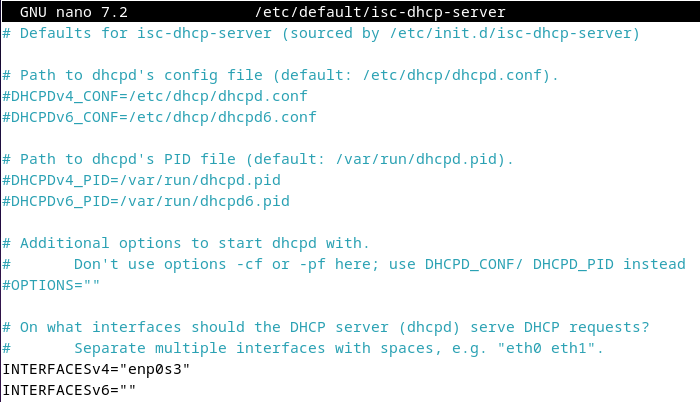 GNU nano 7.2 /etc/default/isc-dhcp-server
# Defaults for isc-dhcp-server (sourced by /etc/init.d/isc-dhcp-server)
# Path to dhcpd's config file (default: /etc/dhcp/dhcpd.conf).
#DHCPDv4_CONF=/etc/dhcp/dhcpd.conf
#DHCPDv6_CONF=/etc/dhcp/dhcpd6.conf
# Path to dhcpd's PID file (default: /var/run/dhcpd.pid).
#DHCPDv4_PID=/var/run/dhcpd.pid
#DHCPDv6_PID=/var/run/dhcpd6.pid
# Additional options to start dhcpd with.
#       Don't use options -cf or -pf here; use DHCPD_CONF/ DHCPD_PID instead
#OPTIONS=""
# On what interfaces should the DHCP server (dhcpd) serve DHCP requests?
#       Separate multiple interfaces with spaces, e.g. "eth0 eth1".
INTERFACESv4="enp0s3"
INTERFACESv6=""